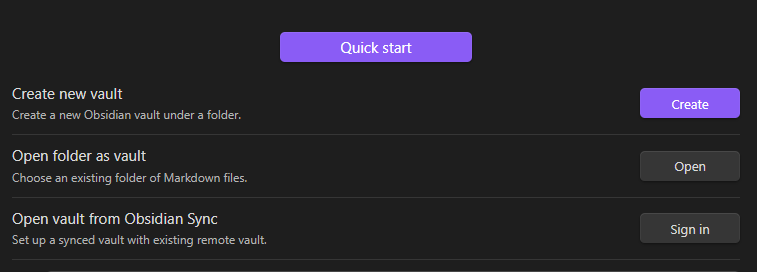 Quick start
Create new vault
Create a new Obsidian vault under a folder.
Create
Open folder as vault
Choose an existing folder of Markdown files.
Open
Open vault from Obsidian Sync
Set up a synced vault with existing remote vault.
Sign in